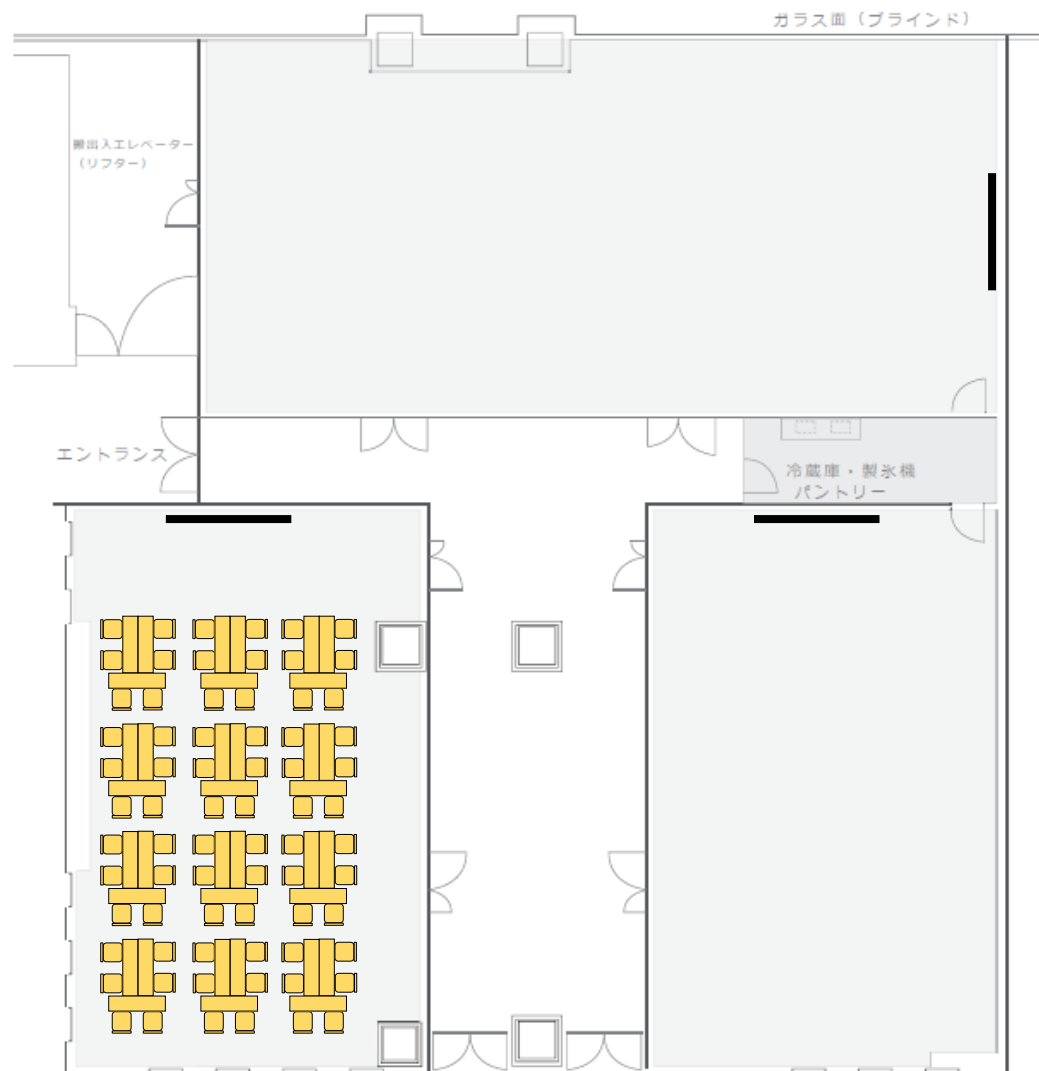 ガラス面（ブラインド）
搬出入エレベーター
（リフター）
エントランス
冷蔵庫・製氷機
パントリー